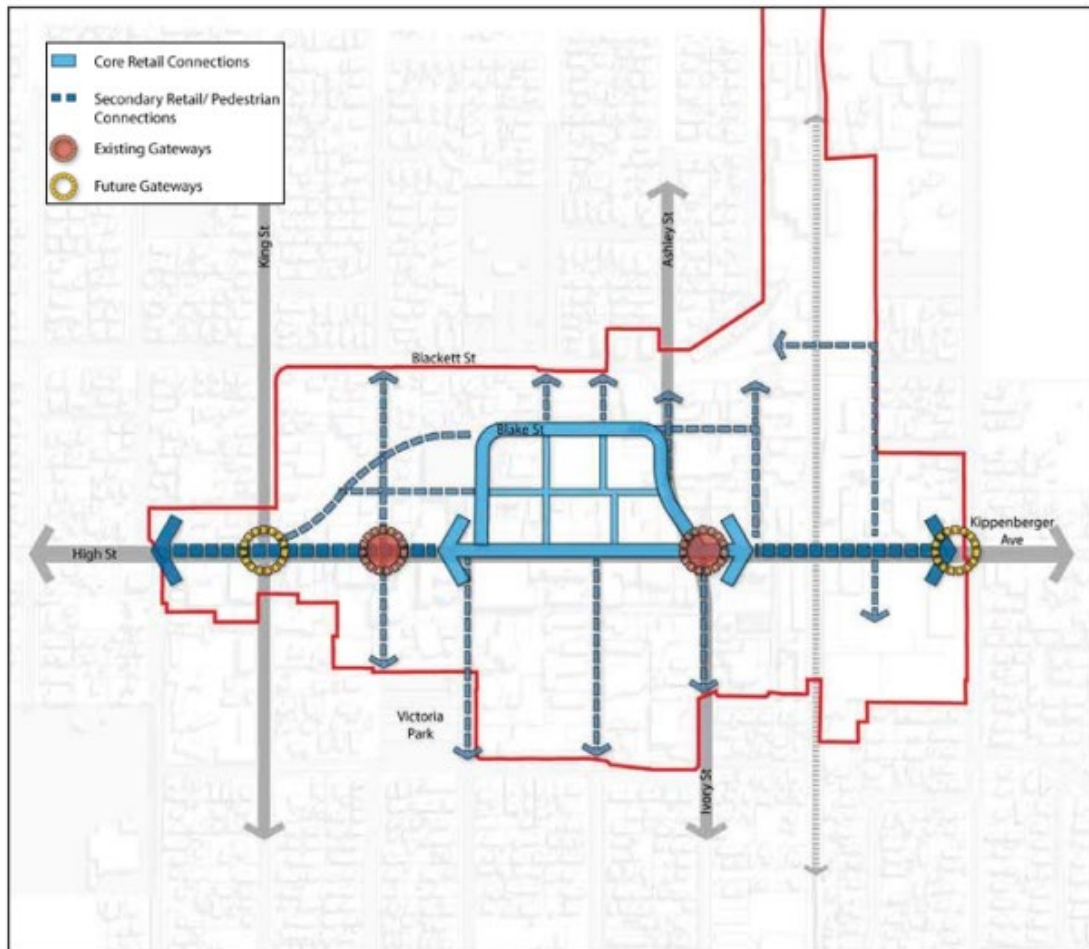 Core Retail Connections
Secondary Retail/ Pedestrian
Connections
Existing Gateways
Future Gateways
King St
Ashley St
Blackett St
Blake St
High St
Kippenberger
Ave
Victoria
Park
Ivory St